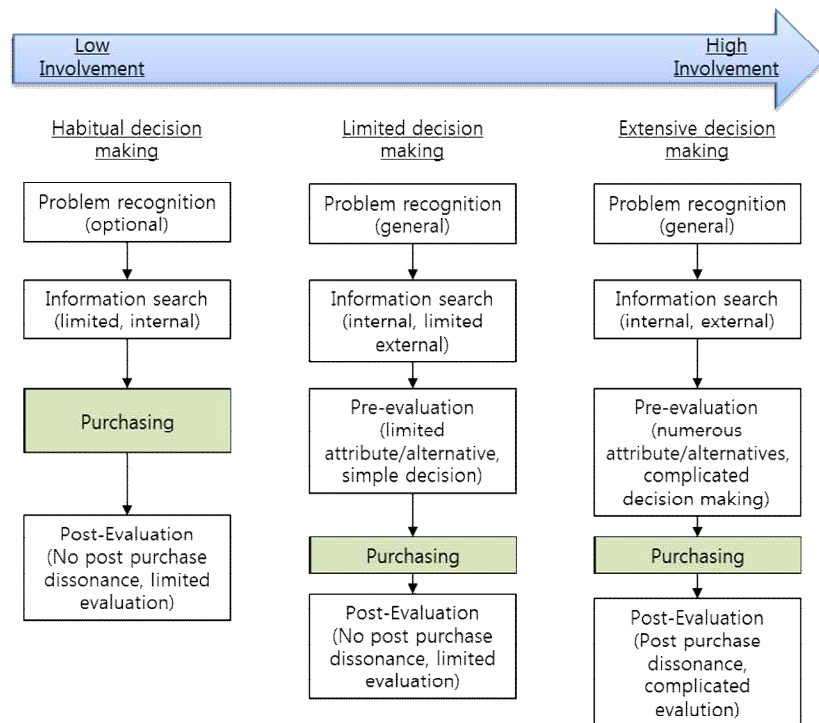 Low
Involvement
High
Involvement
Habitual decision
making
Problem recognition
(optional)
Information search
(limited, internal)
Purchasing
Post-Evaluation
(No post purchase
dissonance, limited
evaluation)
Limited decision
making
Problem recognition
(general)
Information search
(internal, limited
external)
Pre-evaluation
(limited
attribute/alternative,
simple decision)
Purchasing
Post-Evaluation
(No post purchase
dissonance, limited
evaluation)
Extensive decision
making
Problem recognition
(general)
Information search
(internal, external)
Pre-evaluation
(numerous
attribute/alternatives,
complicated
decision making)
Purchasing
Post-Evaluation
(Post purchase
dissonance,
complicated
evalution)